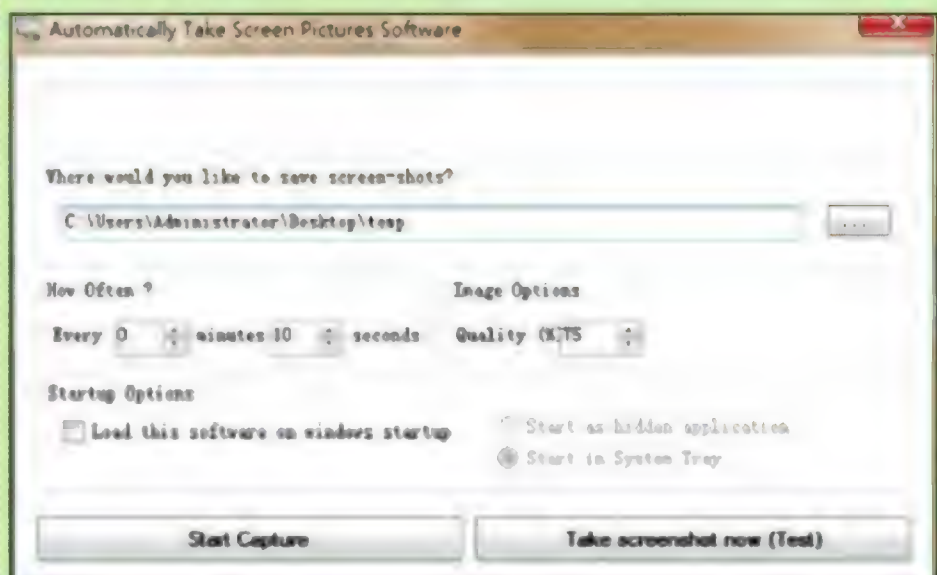 Automatically Take Screen Pictures Software
Where would you like to save screen-shots?
C:\Users\Administrator\Desktop\temp
...
How Often ?
Image Options
Every 0 minutes 10 seconds
Quality (%) 75
Startup Options
Load this software on windows startup
Start as hidden application
Start in System Tray
Start Capture
Take screenshot now (Test)